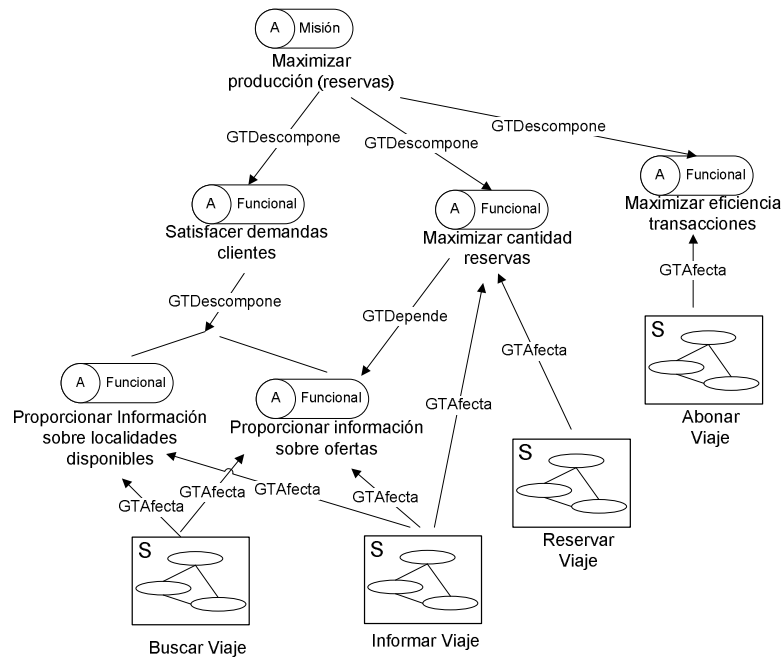 A Misión
Maximizar
producción (reservas)
GTDescompone
GTDescompone
GTDescompone
A Funcional
Satisfacer demandas
clientes
A Funcional
Maximizar cantidad
reservas
A Funcional
Maximizar eficiencia
transacciones
GTDescompone
GTDepende
GTAfecta
GTAfecta
GTAfecta
A Funcional
Proporcionar Información
sobre localidades
disponibles
A Funcional
Proporcionar información
sobre ofertas
GTAfecta
GTAfecta
GTAfecta
GTAfecta
S
Abonar
Viaje
S
Reservar
Viaje
S
Buscar Viaje
S
Informar Viaje